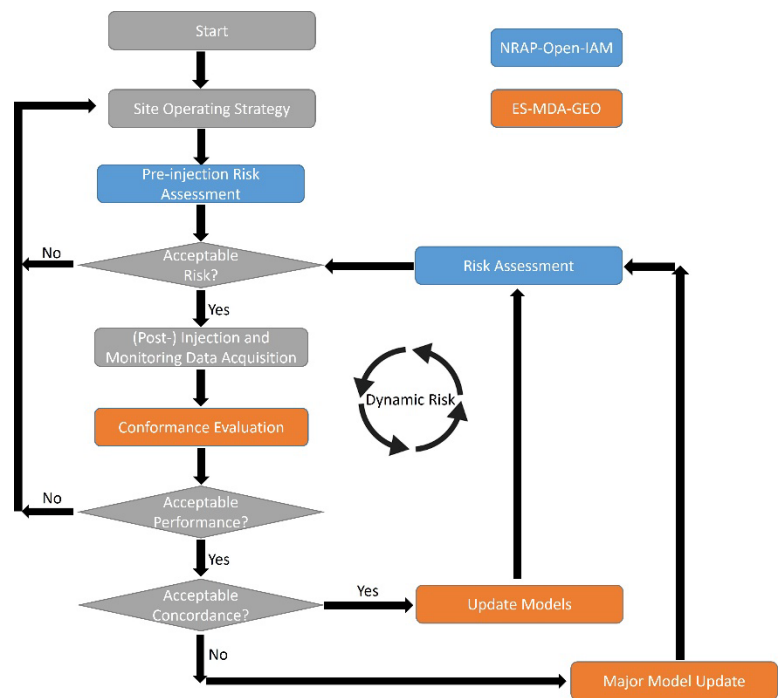 Start
NRAP-Open-IAM
Site Operating Strategy
ES-MDA-GEO
Pre-injection Risk
Assessment
No
Acceptable
Risk?
Risk Assessment
Yes
(Post-) Injection and
Monitoring Data Acquisition
Dynamic Risk
Conformance Evaluation
No
Acceptable
Performance?
Yes
Acceptable
Concordance?
Yes
Update Models
No
Major Model Update